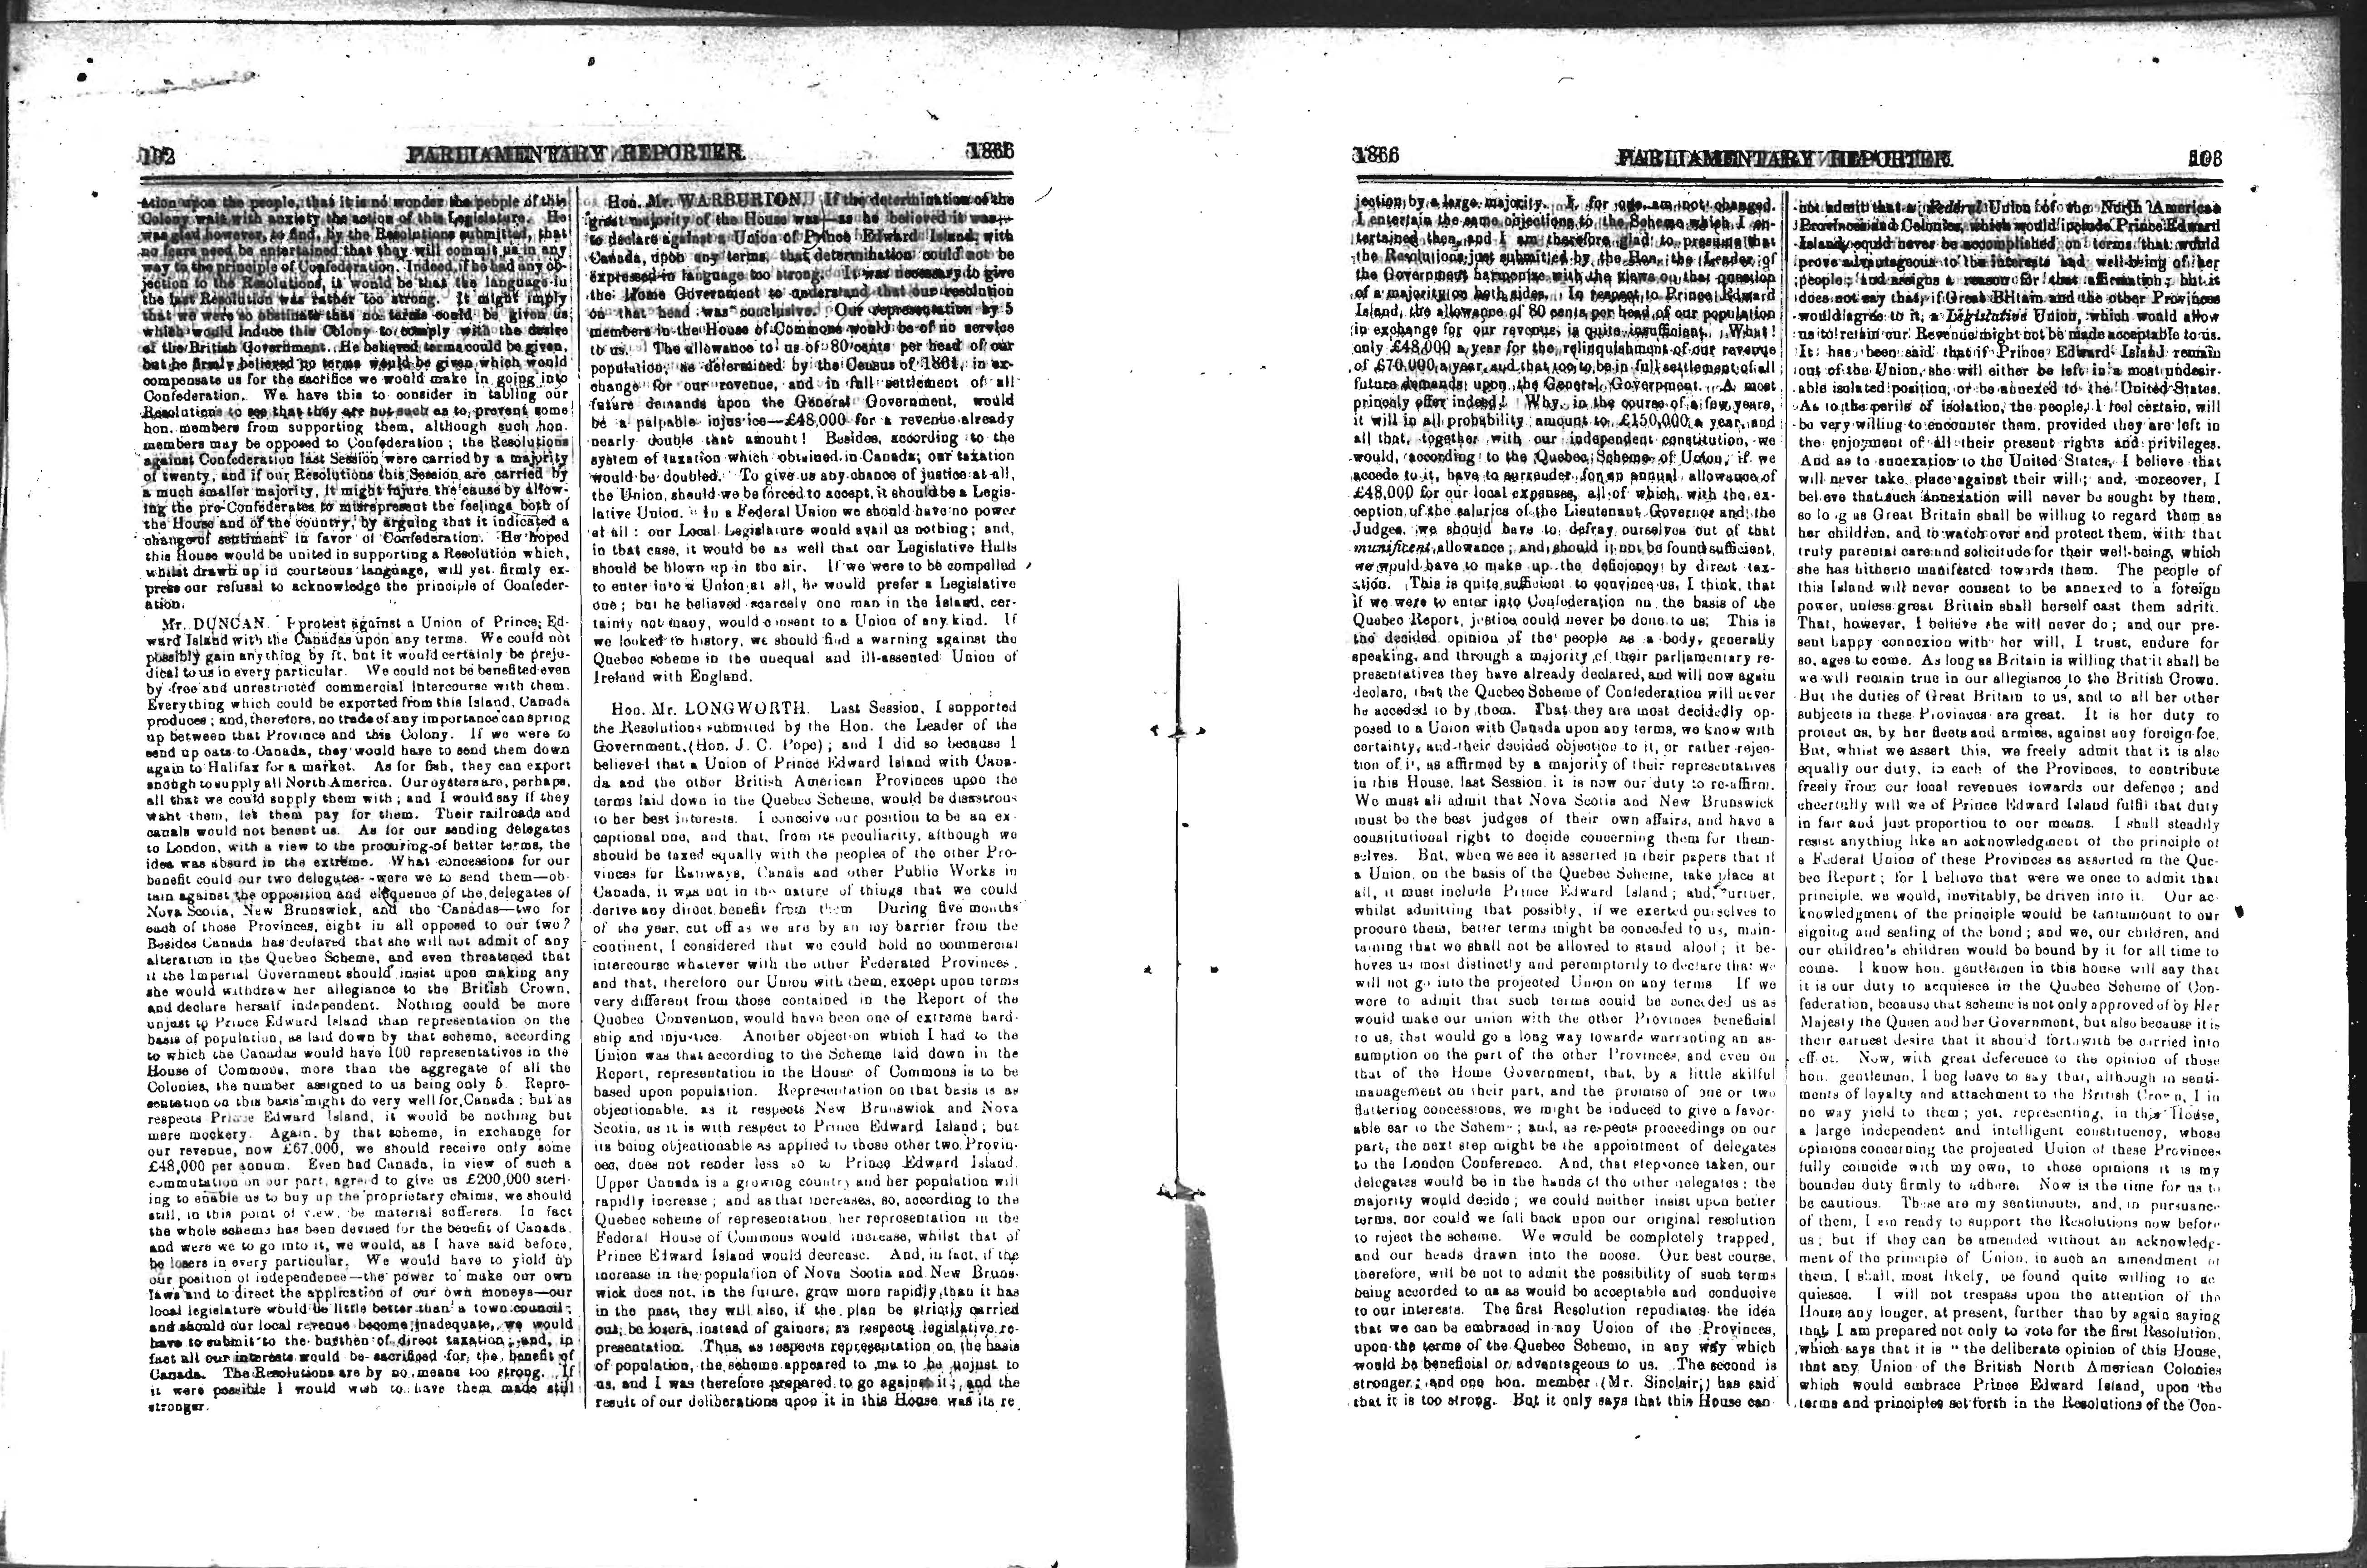 102 PARLIAMENTARY REPORTER 1866
ation upon the people, that it is no wonder the people of this
Colony wait with anxiety the action of this Legislature. He
was glad however, to find, by the Resolutions submitted, that
no fears need be entertained that they will commit us in any
way to the principle of Confederation. Indeed, if he had any ob-
jection to the Resolutions, it would be that the language in
the last Resolution was rather too strong. It might imply
that we were so obstinate that no terms could be given us
which would induce this Colony to comply with the desire
of the British Government. He believed terms could be given,
but he firmly believed no terms would be given which would
compensate us for the sacrifice we would make in going into
Confederation. We have this to consider in tabling our
Resolutions to see that they are not such as to prevent some
hon. members from supporting them, although such hon.
members may be opposed to Confederation; the Resolutions
against Confederation last Session were carried by a majority
of twenty, and if our Resolutions this Session are carried by
a much smaller majority, it might injure the cause by allow-
ing the pro-Confederates to misrepresent the feelings both of
the House and of the country, by arguing that it indicated a
change of sentiment in favor of Confederation. He hoped
this House would be united in supporting a Resolution which,
whilst drawn up in courteous language, will yet firmly ex-
press our refusal to acknowledge the principle of Confeder-
ation.
Mr. DUNCAN. I protest against a Union of Prince Ed-
ward Island with the Canadas upon any terms. We could not
possibly gain anything by it, but it would certainly be preju-
dical to us in every particular. We could not be benefited even
by free and unrestricted commercial intercourse with them.
Everything which could be exported from this Island, Canada
produces; and, therefore, no trade of any importance can spring
up between that Province and this Colony. If we were to
send up oats to Canada, they would have to send them down
again to Halifax for a market. As for fish, they can export
enough to supply all North America. Our oysters are, perhaps,
all that we could supply them with; and I would say if they
want them, let them pay for them. Their railroads and
canals would not benefit us. As for our sending delegates
to London, with a view to the procuring of better terms, the
idea was absurd in the extreme. What concessions for our
benefit could our two delegates--were we to send them—ob-
tain against the opposition and eloquence of the delegates of
Nova Scotia, New Brunswick, and the Canadas—two for
each of those Provinces, eight in all opposed to our two?
Besides Canada has declared that she will not admit of any
alteration in the Quebec Scheme, and even threatened that
if the Imperial Government should insist upon making any
she would withdraw her allegiance to the British Crown,
and declare herself independent. Nothing could be more
unjust to Prince Edward Island than representation on the
basis of population, as laid down by that scheme, according
to which the Canadas would have 100 representatives in the
House of Commons, more than the aggregate of all the
Colonies, the number assigned to us being only 5. Repre-
sentation on this basis might do very well for Canada; but as
respects Prince Edward Island, it would be nothing but
mere mockery. Again, by that scheme, in exchange for
our revenue, now £67,000, we should receive only some
£48,000 per annum. Even had Canada, in view of such a
commutation on our part, agreed to give us £200,000 sterl-
ing to enable us to buy up the proprietary claims, we should
still, in this point of view, be material sufferers. In fact
the whole scheme has been devised for the benefit of Canada,
and were we to go into it, we would, as I have said before,
be losers in every particular. We would have to yield up
our position of independence—the power to make our own
laws and to direct the application of our own moneys—our
local legislature would be little better than a town council;
and should our local revenue become inadequate, we would
have to submit to the burthen of direct taxation; and, in
fact all our interests would be sacrificed for the benefit of
Canada. The Resolutions are by no means too strong. If
it were possible I would wish to have them made still
stronger.
Hon. Mr. WARBURTON. If the determination of the
great majority of the House was—as he believed it was—
to declare against a Union of Prince Edward Island with
Canada, upon any terms, that determination could not be
expressed in language too strong. It was necessary to give
the Home Government to understand that our resolution
on that head was conclusive. Our representation by 5
members in the House of Commons would be of no service
to us. The allowance to us of 80 cents per head of our
population, as determined by the Census of 1861, in ex-
change for our revenue, and in full settlement of all
future demands upon the General Government, would
be a palpable injustice—£48,000 for a revenue already
nearly double that amount! Besides, according to the
system of taxation which obtained in Canada, our taxation
would be doubled. To give us any chance of justice at all,
the Union, should we be forced to accept, it should be a Legis-
lative Union. In a Federal Union we should have no power
at all: our Local Legislature would avail us nothing; and,
in that case, it would be as well that our Legislative Halls
should be blown up in the air. If we were to be compelled
to enter into a Union at all, he would prefer a Legislative
one; but he believed scarcely one man in the Island, cer-
tainly not many, would consent to a Union of any kind. If
we looked to history, we should find a warning against the
Quebec scheme in the unequal and ill-assented Union of
Ireland with England.
Hon. Mr. LONGWORTH. Last Session, I supported
the Resolutions submitted by the Hon. the Leader of the
Government, (Hon. J. C. Pope); and I did so because I
believed that a Union of Prince Edward Island with Cana-
da and the other British American Provinces upon the
terms laid down in the Quebec Scheme, would be disastrous
to her best interests. I conceive our position to be an ex-
ceptional one, and that, from its peculiarity, although we
should be taxed equally with the peoples of the other Pro-
vinces for Railways, Canals and other Public Works in
Canada, it was not in the nature of things that we could
derive any direct benefit from them During five months
of the year, cut off as we are by an icy barrier from the
continent, I considered that we could hold no commercial
intercourse whatever with the other Federated Provinces,
and that, therefore our Union with them, except upon terms
very different from those contained in the Report of the
Quebec Convention, would have been one of extreme hard-
ship and injustice. Another objection which I had to the
Union was that according to the Scheme laid down in the
Report, representation in the House of Commons is to be
based upon population. Representation on that basis is as
objectionable, as it respects New Brunswick and Nova
Scotia, as it is with respect to Prince Edward Island; but
its being objectionable as applied to those other two Provin-
ces, does not render less so to Prince Edward Island.
Upper Canada is a growing country and her population will
rapidly increase; and as that increases, so, according to the
Quebec scheme of representation, her representation in the
Federal House of Commons would increase, whilst that of
Prince Edward Island would decrease. And, in fact, if the
increase in the population of Nova Scotia and New Bruns-
wick does not, in the future, grow more rapidly than it has
in the past, they will also, if the plan be strictly carried
out, be losers, instead of gainers, as respects legislative re-
presentation. Thus, as respects representation on the basis
of population, the scheme appeared to me to be unjust to
us, and I was therefore prepared to go against it; and the
result of our deliberations upon it in this House was its re
1866 PARLIAMENTARY REPORTER. 103
jection by a large majority. I, for one, am not changed.
I entertain the same objections to the Scheme which I en-
tertained then, and I am therefore glad to presume that
the Resolutions just submitted by the Hon. the Leader of
the Government harmonize with the views on that question
of a majority on both sides. In respect to Prince Edward
Island, the allowance of 80 cents per head of our population
in exchange for our revenue, is quite insufficient. What!
only £48,000 a year for the relinquishment of our revenue
of £70,000 a year, and that too to be in full settlement of all
future demands upon the General Government. A most
princely offer indeed! Why, in the course of a few years,
it will in all probability amount to £150,000 a year, and
all that, together with our independent constitution, we
would, according to the Quebec Scheme of Union, if we
accede to it, have to surrender for an annual allowance of
£48,000 for our local expenses, all of which, with the ex-
ception of the salaries of the Lieutenant Governor and the
Judges, we should have to defray ourselves out of that
munificent allowance; and, should it not be found sufficient,
we would have to make up the deficiency by direct tax-
ation. This is quite sufficient to convince us, I think, that
if we were to enter into Confederation on the basis of the
Quebec Report, justice could never be done to us; This is
the decided opinion of the people as a body, generally
speaking, and through a majority of their parliamentary re-
presentatives they have already declared, and will now again
declare, that the Quebec Scheme of Confederation will never
be acceded to by them. That they are most decidedly op-
posed to a Union with Canada upon any terms, we know with
certainty, and their decided objection to it, or rather rejec-
tion of it, as affirmed by a majority of their representatives
in this House, last Session it is now our duty to re-affirm.
We must all admit that Nova Scotia and New Brunswick
must be the best judges of their own affairs, and have a
constitutional right to decide concerning them for them-
selves. But, when we see it asserted in their papers that if
a Union, on the basis of the Quebec Scheme, take place at
all, it must include Prince Edward Island; and, further,
whilst admitting that possibly, if we exerted ourselves to
procure them, better terms might be conceded to us, main-
taining that we shall not be allowed to stand aloof; it be-
hoves us most distinctly and peremptorily to declare that we
will not go into the projected Union on any terms If we
were to admit that such terms could be conceded us as
would make our union with the other Provinces beneficial
to us, that would go a long way towards warranting an as-
sumption on the part of the other Provinces, and even on
that of the Home Government, that, by a little skilful
management on their part, and the promise of one or two
flattering concessions, we might be induced to give a favor-
able ear to the Scheme; and, as respects proceedings on our
part, the next step might be the appointment of delegates
to the London Conference. And, that step once taken, our
delegates would be in the hands of the other delegates; the
majority would decide; we could neither insist upon better
terms, nor could we fall back upon our original resolution
to reject the scheme. We would be completely trapped,
and our heads drawn into the noose. Our best course,
therefore, will be not to admit the possibility of such terms
being accorded to us as would be acceptable and conducive
to our interests. The first Resolution repudiates the idea
that we can be embraced in any Union of the Provinces,
upon the terms of the Quebec Scheme, in any way which
would be beneficial or advantageous to us. The second is
stronger; and one hon. member (Mr. Sinclair,) has said
that it is too strong. But it only says that this House can
not admit that a Federal Union of the North American
Provinces and Colonies, which would include Prince Edward
Island, could never be accomplished on terms that would
prove advantageous to the interests and well-being of her
people; and assigns a reason for that affirmation; but it
does not say that, if Great Britain and the other Provinces
would agree to it, a Legislative Union, which would allow
us to retain our Revenue might not be made acceptable to us.
It has been said that if Prince Edward Island remain
out of the Union, she will either be left in a most undesir-
able isolated position, or be annexed to the United States.
As to the perils of isolation, the people, I feel certain, will
be very willing to encounter them, provided they are left in
the enjoyment of all their present rights and privileges.
And as to annexation to the United States, I believe that
will never take place against their will; and, moreover, I
believe that such annexation will never be sought by them,
so long as Great Britain shall be willing to regard them as
her children, and to watch over and protect them, with that
truly parental care and solicitude for their well-being, which
she has hitherto manifested towards them. The people of
this Island will never consent to be annexed to a foreign
power, unless great Britain shall herself cast them adrift.
That, however, I believe she will never do; and our pre-
sent happy connexion with her will, I trust, endure for
so, ages to come. As long as Britain is willing that it shall be
we will remain true in our allegiance to the British Crown.
But the duties of Great Britain to us, and to all her other
subjects in these Provinces are great. It is her duty to
protect us, by her fleets and armies, against any foreign foe.
But, whilst we assert this, we freely admit that it is also
equally our duty, in each of the Provinces, to contribute
freely from our local revenues towards our defence; and
cheerfully will we of Prince Edward Island fulfil that duty
in fair and just proportion to our means. I shall steadily
resist anything like an acknowledgment of the principle of
a Federal Union of these Provinces as asserted in the Que-
bec Report; for I believe that were we once to admit that
principle, we would, inevitably, be driven into it. Our ac-
knowledgment of the principle would be tantamount to our
signing and sealing of the bond; and we, our children, and
our children's children would be bound by it for all time to
come. I know hon. gentlemen in this house will say that
it is our duty to acquiesce in the Quebec Scheme of Con-
federation, because that scheme is not only approved of by Her
Majesty the Queen and her Government, but also because it is
their earnest desire that it should forthwith be carried into
effect. Now, with great deference to the opinion of those
hon. gentlemen, I beg leave to say that, although in senti-
ments of loyalty and attachment to the British Crown, I in
no way yield to them; yet, representing, in this House,
a large independent and intelligent constituency, whose
opinions concerning the projected Union of these Provinces
fully coincide with my own, to those opinions it is my
bounden duty firmly to adhere. Now is the time for us to
be cautious. These are my sentiments, and, in pursuance
of them, I am ready to support the Resolutions now before
us; but if they can be amended without an acknowledg-
ment of the principle of Union, in such an amendment of
them, I shall, most likely, be found quite willing to ac
quiesce. I will not trespass upon the attention of the
House any longer, at present, further than by again saying
that I am prepared not only to vote for the first Resolution,
which says that it is "the deliberate opinion of this House,
that any Union of the British North American Colonies
which would embrace Prince Edward Island, upon the
terms and principles set forth in the Resolutions of the Con-